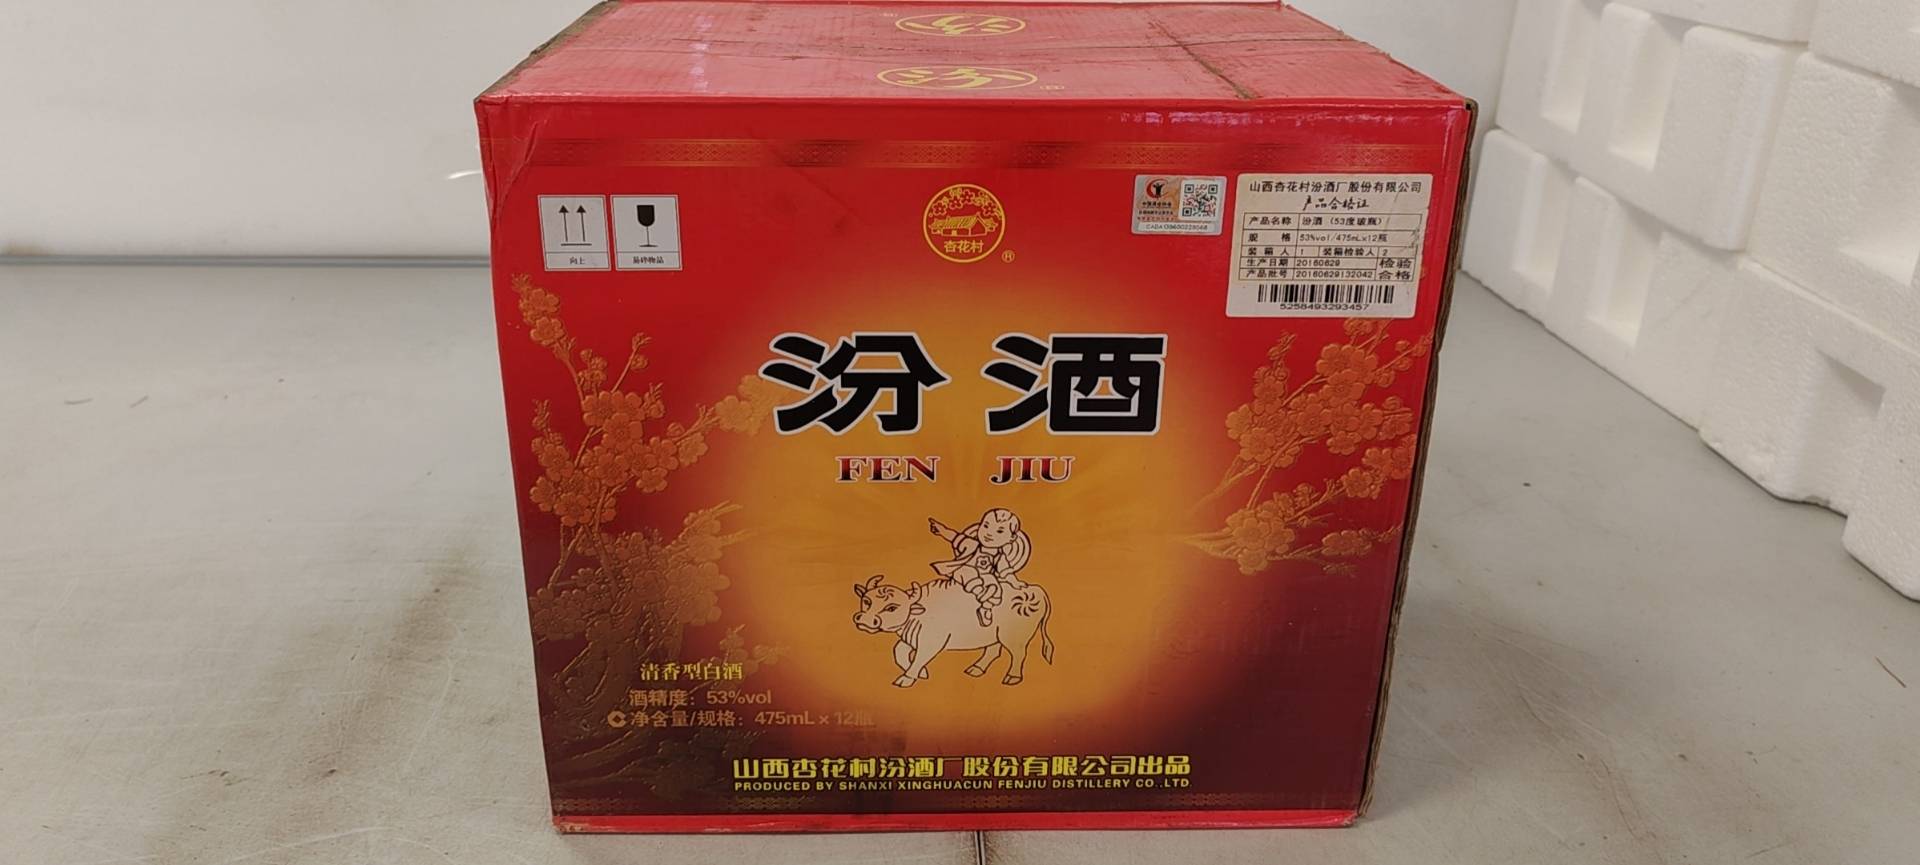 汾
汾
向上
易碎物品
杏花村
®
CADA
山西杏花村汾酒厂股份有限公司
产品合格证
产品名称 汾酒 (53度玻瓶)
规格 53%vol/475mLx12瓶
装箱人 1 装箱检验人 2
生产日期 20160629 检验
产品批号 20160629132042 合格
5258493293457
汾酒
FEN JIU
清香型白酒
酒精度：53%vol
净含量/规格：475mL x 12瓶
山西杏花村汾酒厂股份有限公司出品
PRODUCED BY SHANXI XINGHUACUN FENJIU DISTILLERY CO.,LTD.